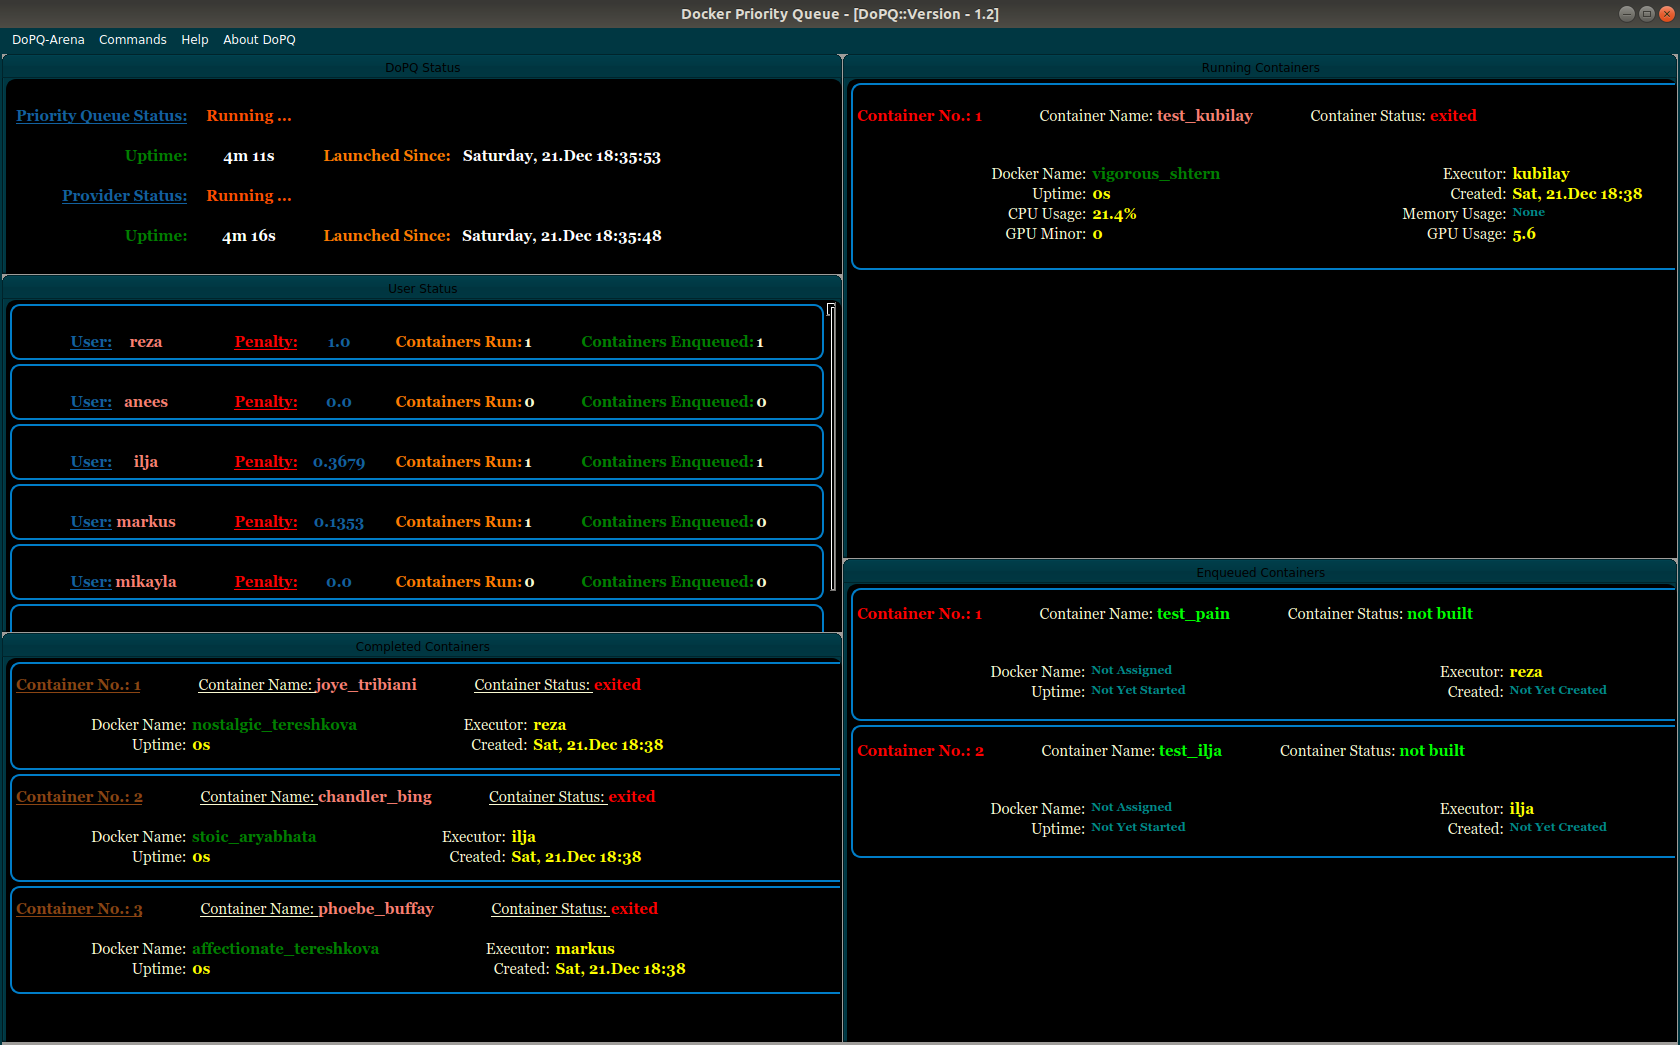 Docker Priority Queue - [DoPQ::Version - 1.2]
DoPQ-Arena Commands Help About DoPQ
DoPQ Status
Priority Queue Status: Running ...
Uptime: 4m 11s Launched Since: Saturday, 21.Dec 18:35:53
Provider Status: Running ...
Uptime: 4m 16s Launched Since: Saturday, 21.Dec 18:35:48
User Status
User: reza Penalty: 1.0 Containers Run: 1 Containers Enqueued: 1
User: anees Penalty: 0.0 Containers Run: 0 Containers Enqueued: 0
User: ilja Penalty: 0.3679 Containers Run: 1 Containers Enqueued: 1
User: markus Penalty: 0.1353 Containers Run: 1 Containers Enqueued: 0
User: mikayla Penalty: 0.0 Containers Run: 0 Containers Enqueued: 0
Completed Containers
Container No.: 1 Container Name: joye_tribiani Container Status: exited
Docker Name: nostalgic_tereshkova Executor: reza
Uptime: 0s Created: Sat, 21.Dec 18:38
Container No.: 2 Container Name: chandler_bing Container Status: exited
Docker Name: stoic_aryabhata Executor: ilja
Uptime: 0s Created: Sat, 21.Dec 18:38
Container No.: 3 Container Name: phoebe_buffay Container Status: exited
Docker Name: affectionate_tereshkova Executor: markus
Uptime: 0s Created: Sat, 21.Dec 18:38
Running Containers
Container No.: 1 Container Name: test_kubilay Container Status: exited
Docker Name: vigorous_shtern Executor: kubilay
Uptime: 0s Created: Sat, 21.Dec 18:38
CPU Usage: 21.4% Memory Usage: None
GPU Minor: 0 GPU Usage: 5.6
Enqueued Containers
Container No.: 1 Container Name: test_pain Container Status: not built
Docker Name: Not Assigned Executor: reza
Uptime: Not Yet Started Created: Not Yet Created
Container No.: 2 Container Name: test_ilja Container Status: not built
Docker Name: Not Assigned Executor: ilja
Uptime: Not Yet Started Created: Not Yet Created